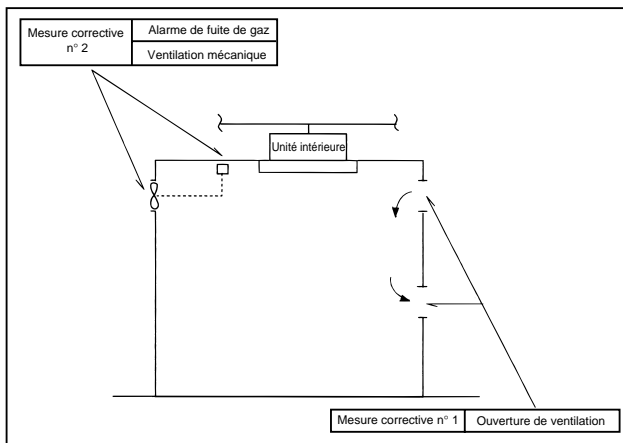 Mesure corrective
n° 2
Alarme de fuite de gaz
Ventilation mécanique
Unité intérieure
Mesure corrective n° 1
Ouverture de ventilation